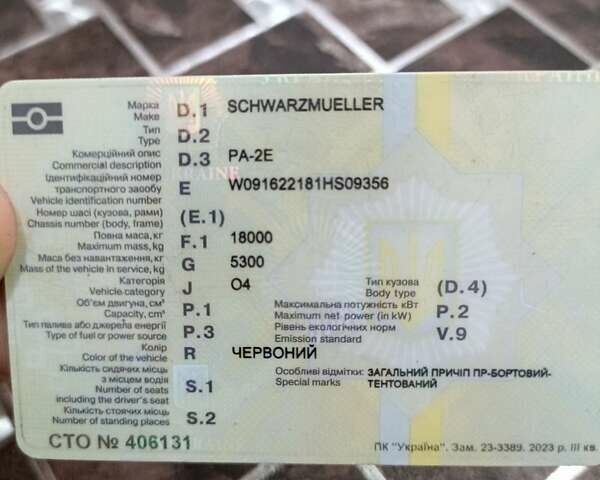 Марка D.1 SCHWARZMUELLER
Make
Тип D.2
Type
Комерційний опис D.3 PA-2E
Commercial description
UKRAINE
Ідентифікаційний номер
транспортного засобу E W091622181HS09356
Vehicle identification number
Номер шасі (кузова, рами) (E.1)
Chassis number (body, frame)
Повна маса, кг F.1 18000
Maximum mass, kg
Маса без навантаження, кг G 5300
Mass of the vehicle in service, kg
Категорія J O4
Vehicle category
Тип кузова (D.4)
Body type
Об'єм двигуна, см³ P.1
Capacity, cm³
Максимальна потужність кВт P.2
Maximum net power (in kW)
Тип палива або джерела енергії P.3
Type of fuel or power source
Рівень екологічних норм V.9
Emission standard
Колір R ЧЕРВОНИЙ
Color of the vehicle
Кількість сидячих місць
з місцем водія S.1
Number of seats
including the driver's seat
Особливі відмітки: ЗАГАЛЬНИЙ ПРИЧІП ПР-БОРТОВИЙ-
Special marks ТЕНТОВАНИЙ
Кількість стоячих місць S.2
Number of standing places
СТО № 406131
ПК "Україна". Зам. 23-3389. 2023 р. III кв.